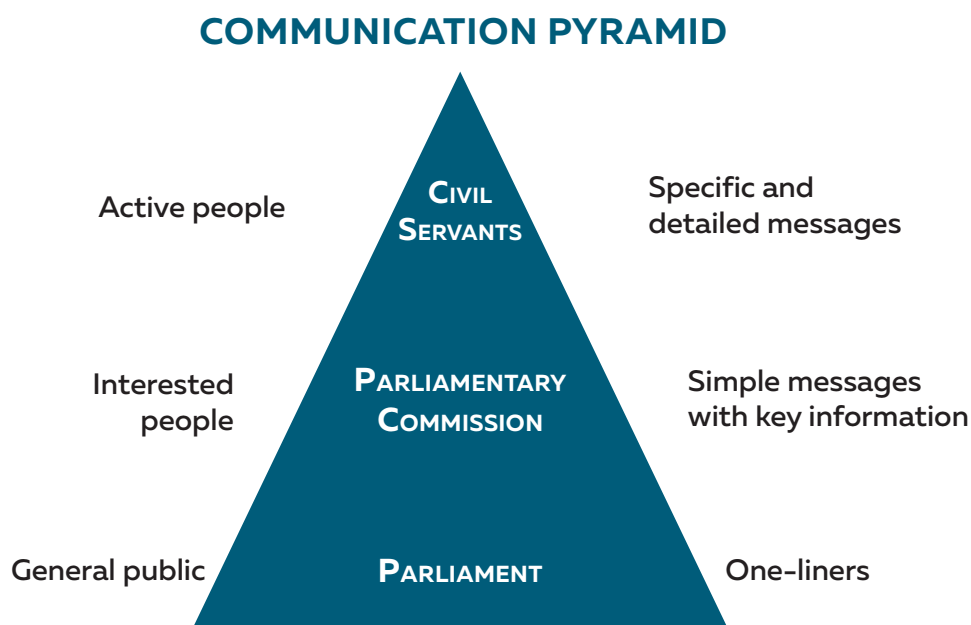 COMMUNICATION PYRAMID
Active people
CIVIL
SERVANTS
Specific and
detailed messages
Interested
people
PARLIAMENTARY
COMMISSION
Simple messages
with key information
General public
PARLIAMENT
One-liners